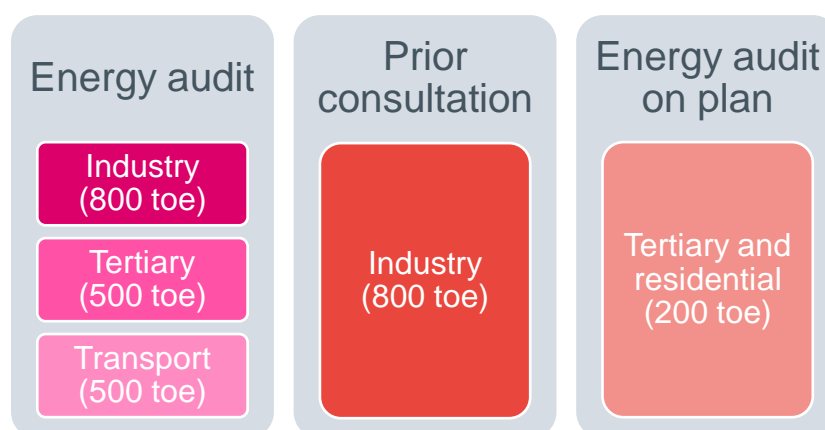 Energy audit
Industry
(800 toe)
Tertiary
(500 toe)
Transport
(500 toe)
Prior
consultation
Industry
(800 toe)
Energy audit
on plan
Tertiary and
residential
(200 toe)